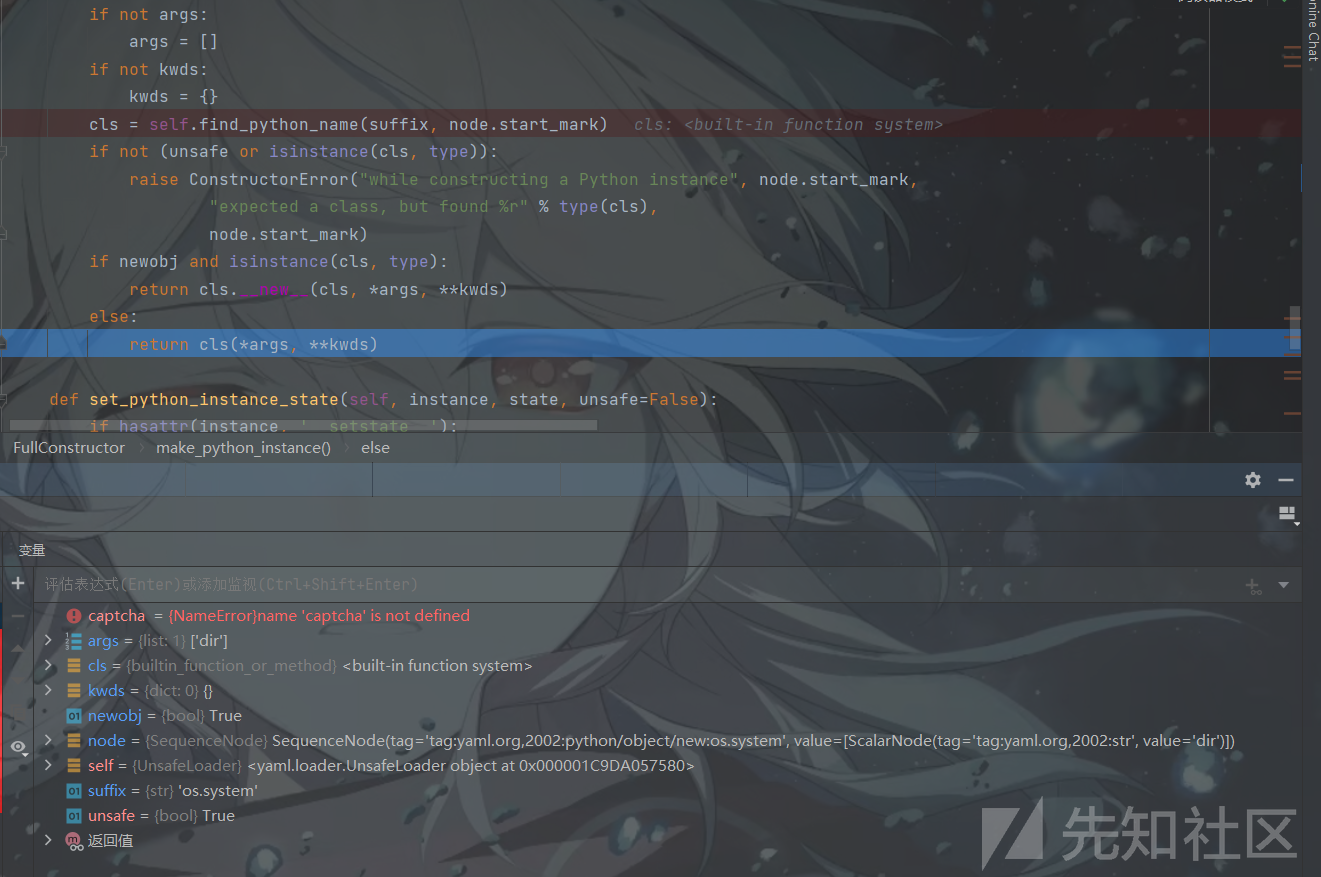 if not args:
args = []
if not kwds:
kwds = {}
cls = self.find_python_name(suffix, node.start_mark) cls: <built-in function system>
if not (unsafe or isinstance(cls, type)):
raise ConstructorError("while constructing a Python instance", node.start_mark,
"expected a class, but found %r" % type(cls),
node.start_mark)
if newobj and isinstance(cls, type):
return cls.__new__(cls, *args, **kwds)
else:
return cls(*args, **kwds)
def set_python_instance_state(self, instance, state, unsafe=False):
if hasattr(instance, '__setstate__'):
FullConstructor
make_python_instance()
else
变量
评估表达式(Enter)或添加监视(Ctrl+Shift+Enter)
captcha = {NameError}name 'captcha' is not defined
args = {list: 1} ['dir']
cls = {builtin_function_or_method} <built-in function system>
kwds = {dict: 0} {}
newobj = {bool} True
node = {SequenceNode} SequenceNode(tag='tag:yaml.org,2002:python/object/new:os.system', value=[ScalarNode(tag='tag:yaml.org,2002:str', value='dir')])
self = {UnsafeLoader} <yaml.loader.UnsafeLoader object at 0x000001C9DA057580>
suffix = {str} 'os.system'
unsafe = {bool} True
返回值
先知社区